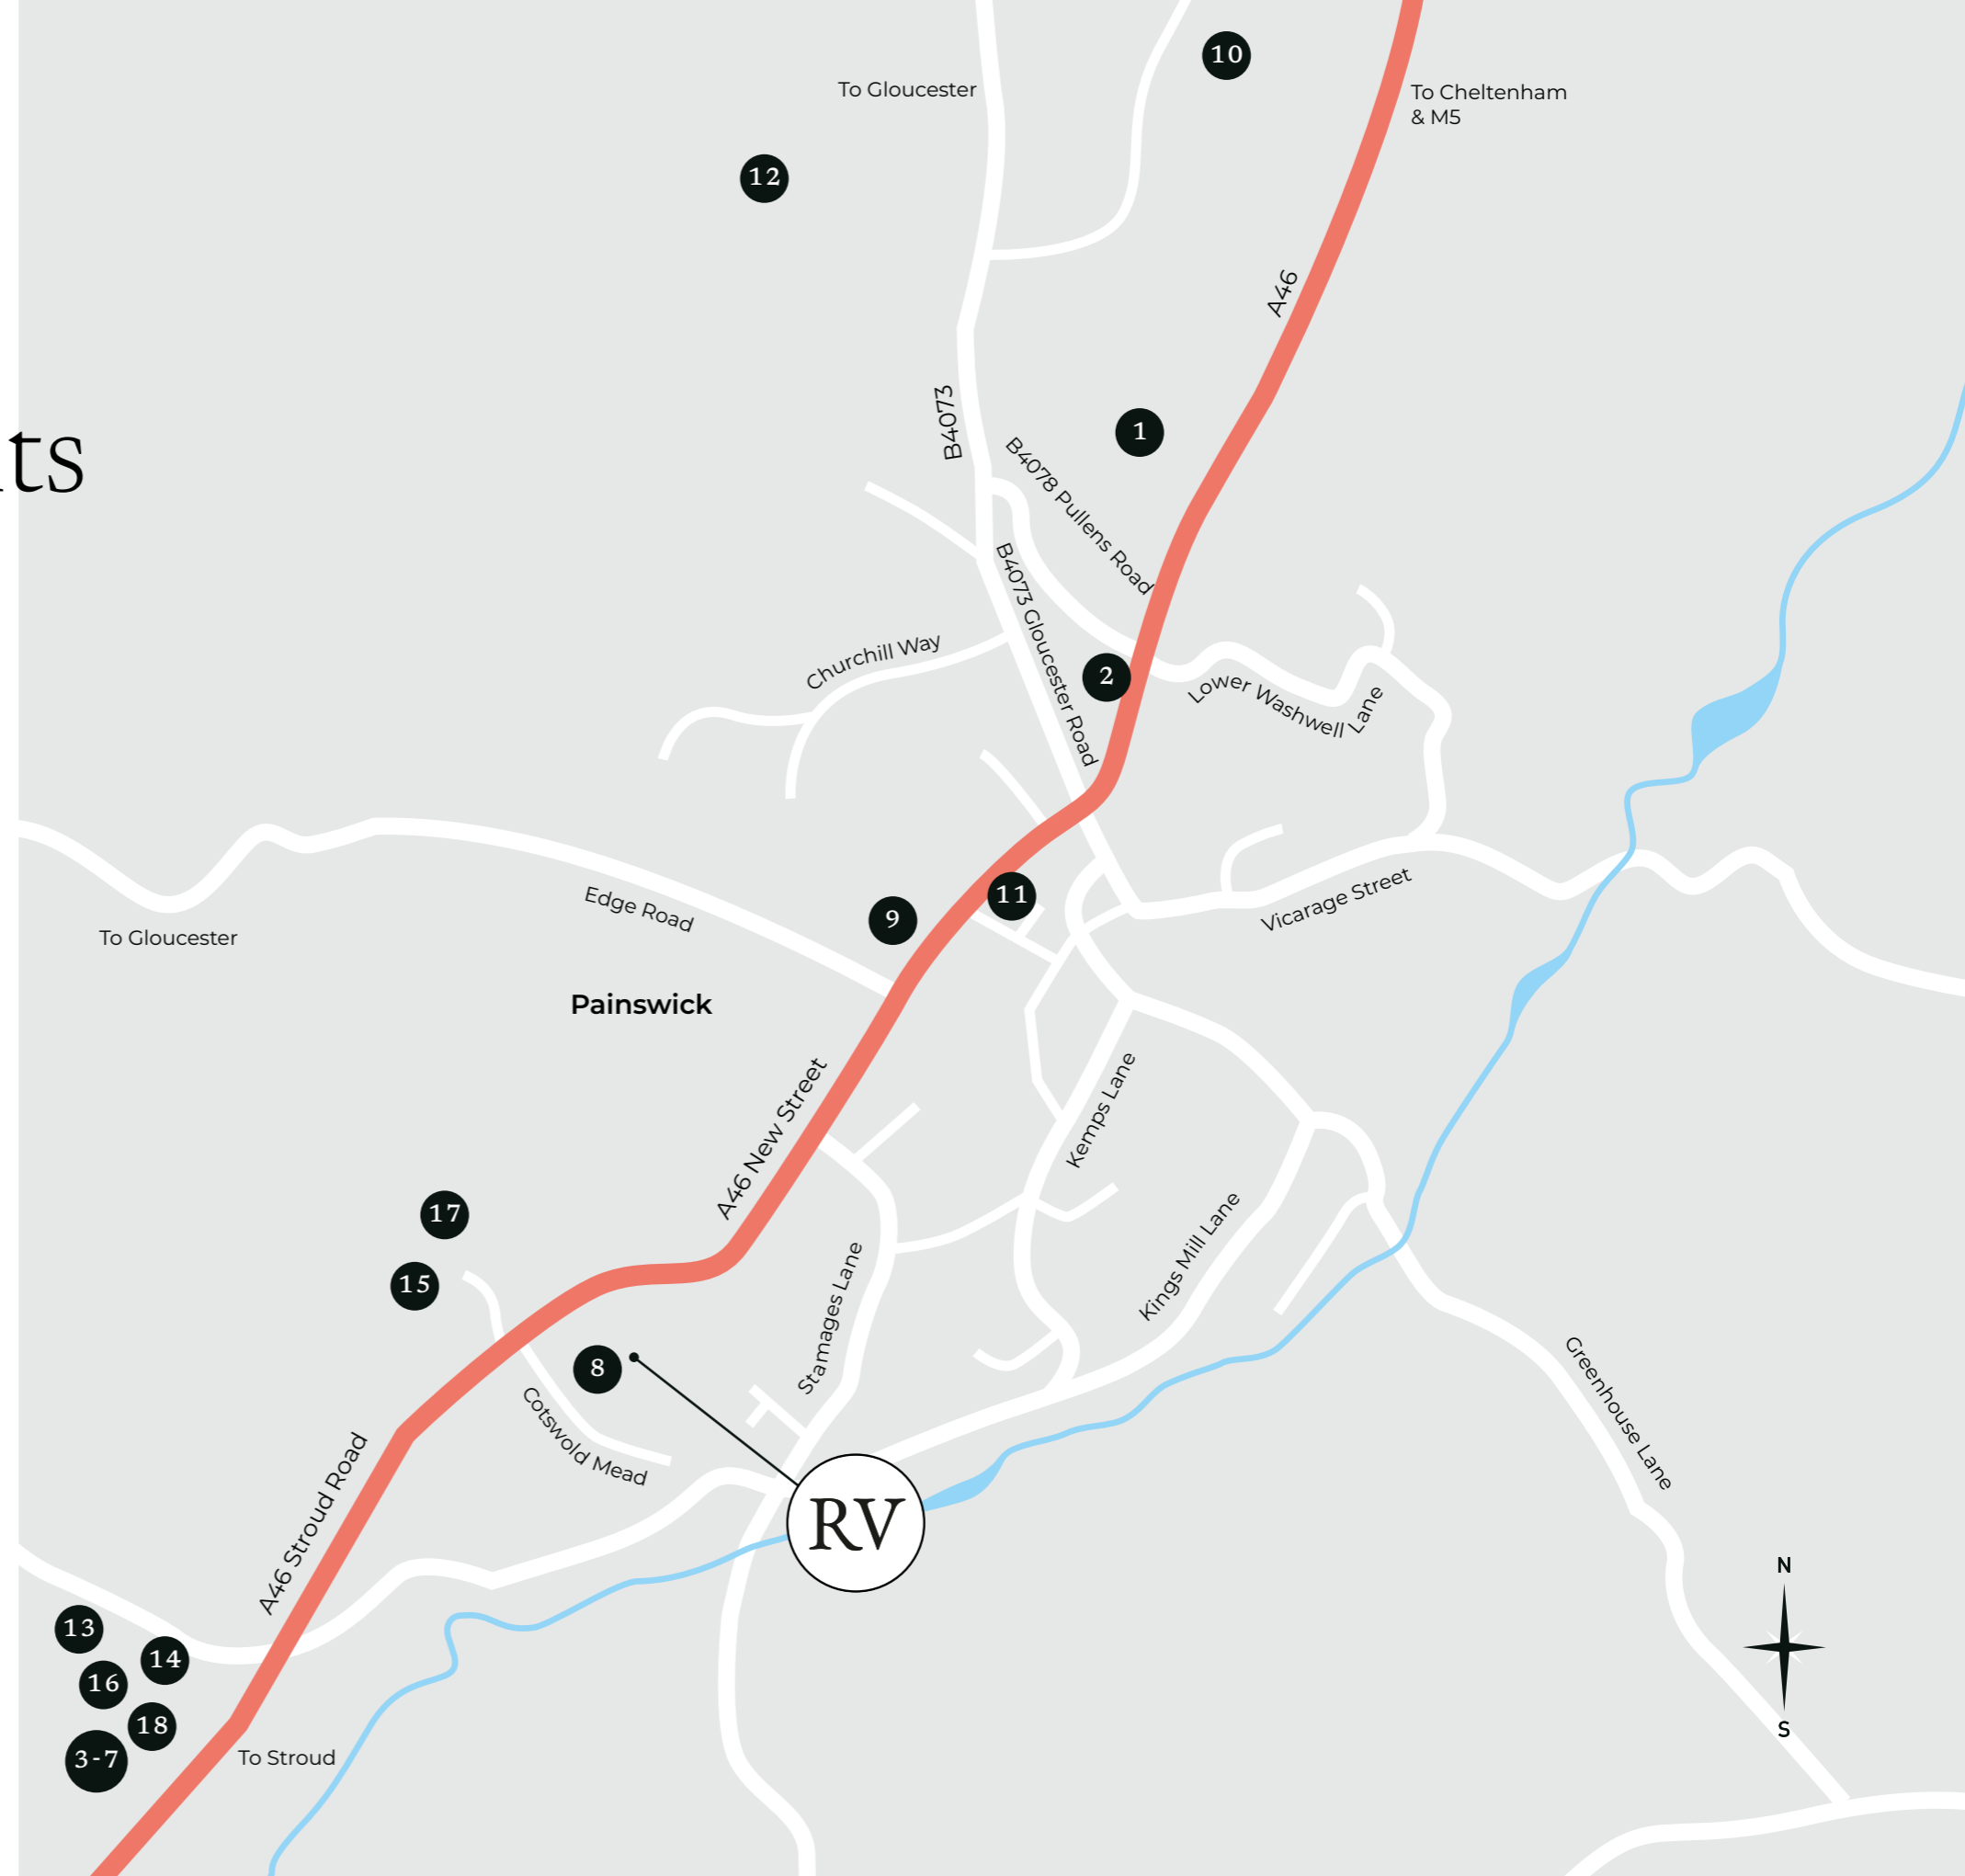 10
To Gloucester
To Cheltenham
& M5
12
A46
B4073
1
ts
B4078 Pullens Road
B4073 Gloucester Road
Churchill Way
2
Lower Washwell
Lane
11
9
Edge Road
Vicarage Street
To Gloucester
Painswick
A46 New Street
Kemps Lane
17
15
Kings Mill Lane
Stamages Lane
8
Cotswold Mead
Greenhouse Lane
A46 Stroud Road
RV
N
13
14
16
18
3-7
To Stroud
S